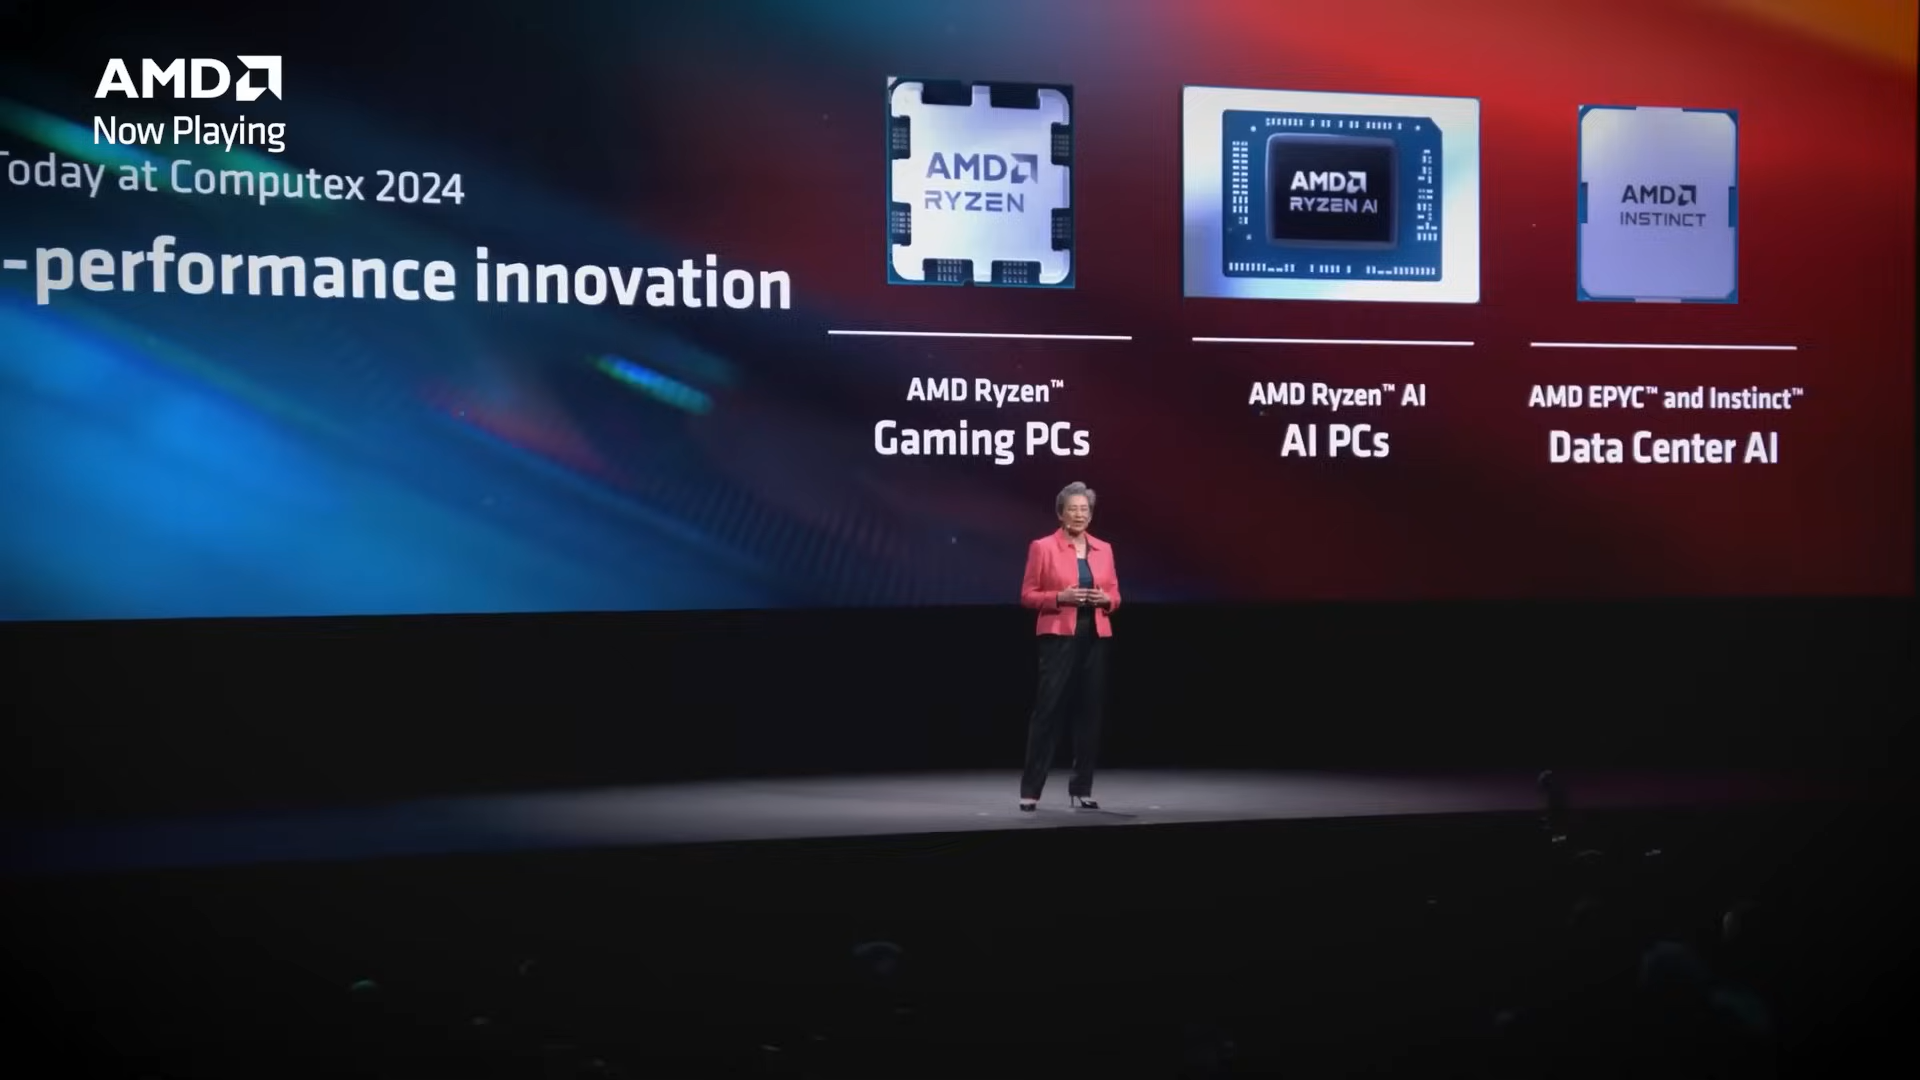 AMD
Now Playing
Today at Computex 2024
-performance innovation
AMD
RYZEN
AMD
RYZEN AI
AMD
INSTINCT
AMD Ryzen™
Gaming PCs
AMD Ryzen™ AI
AI PCs
AMD EPYC™ and Instinct™
Data Center AI